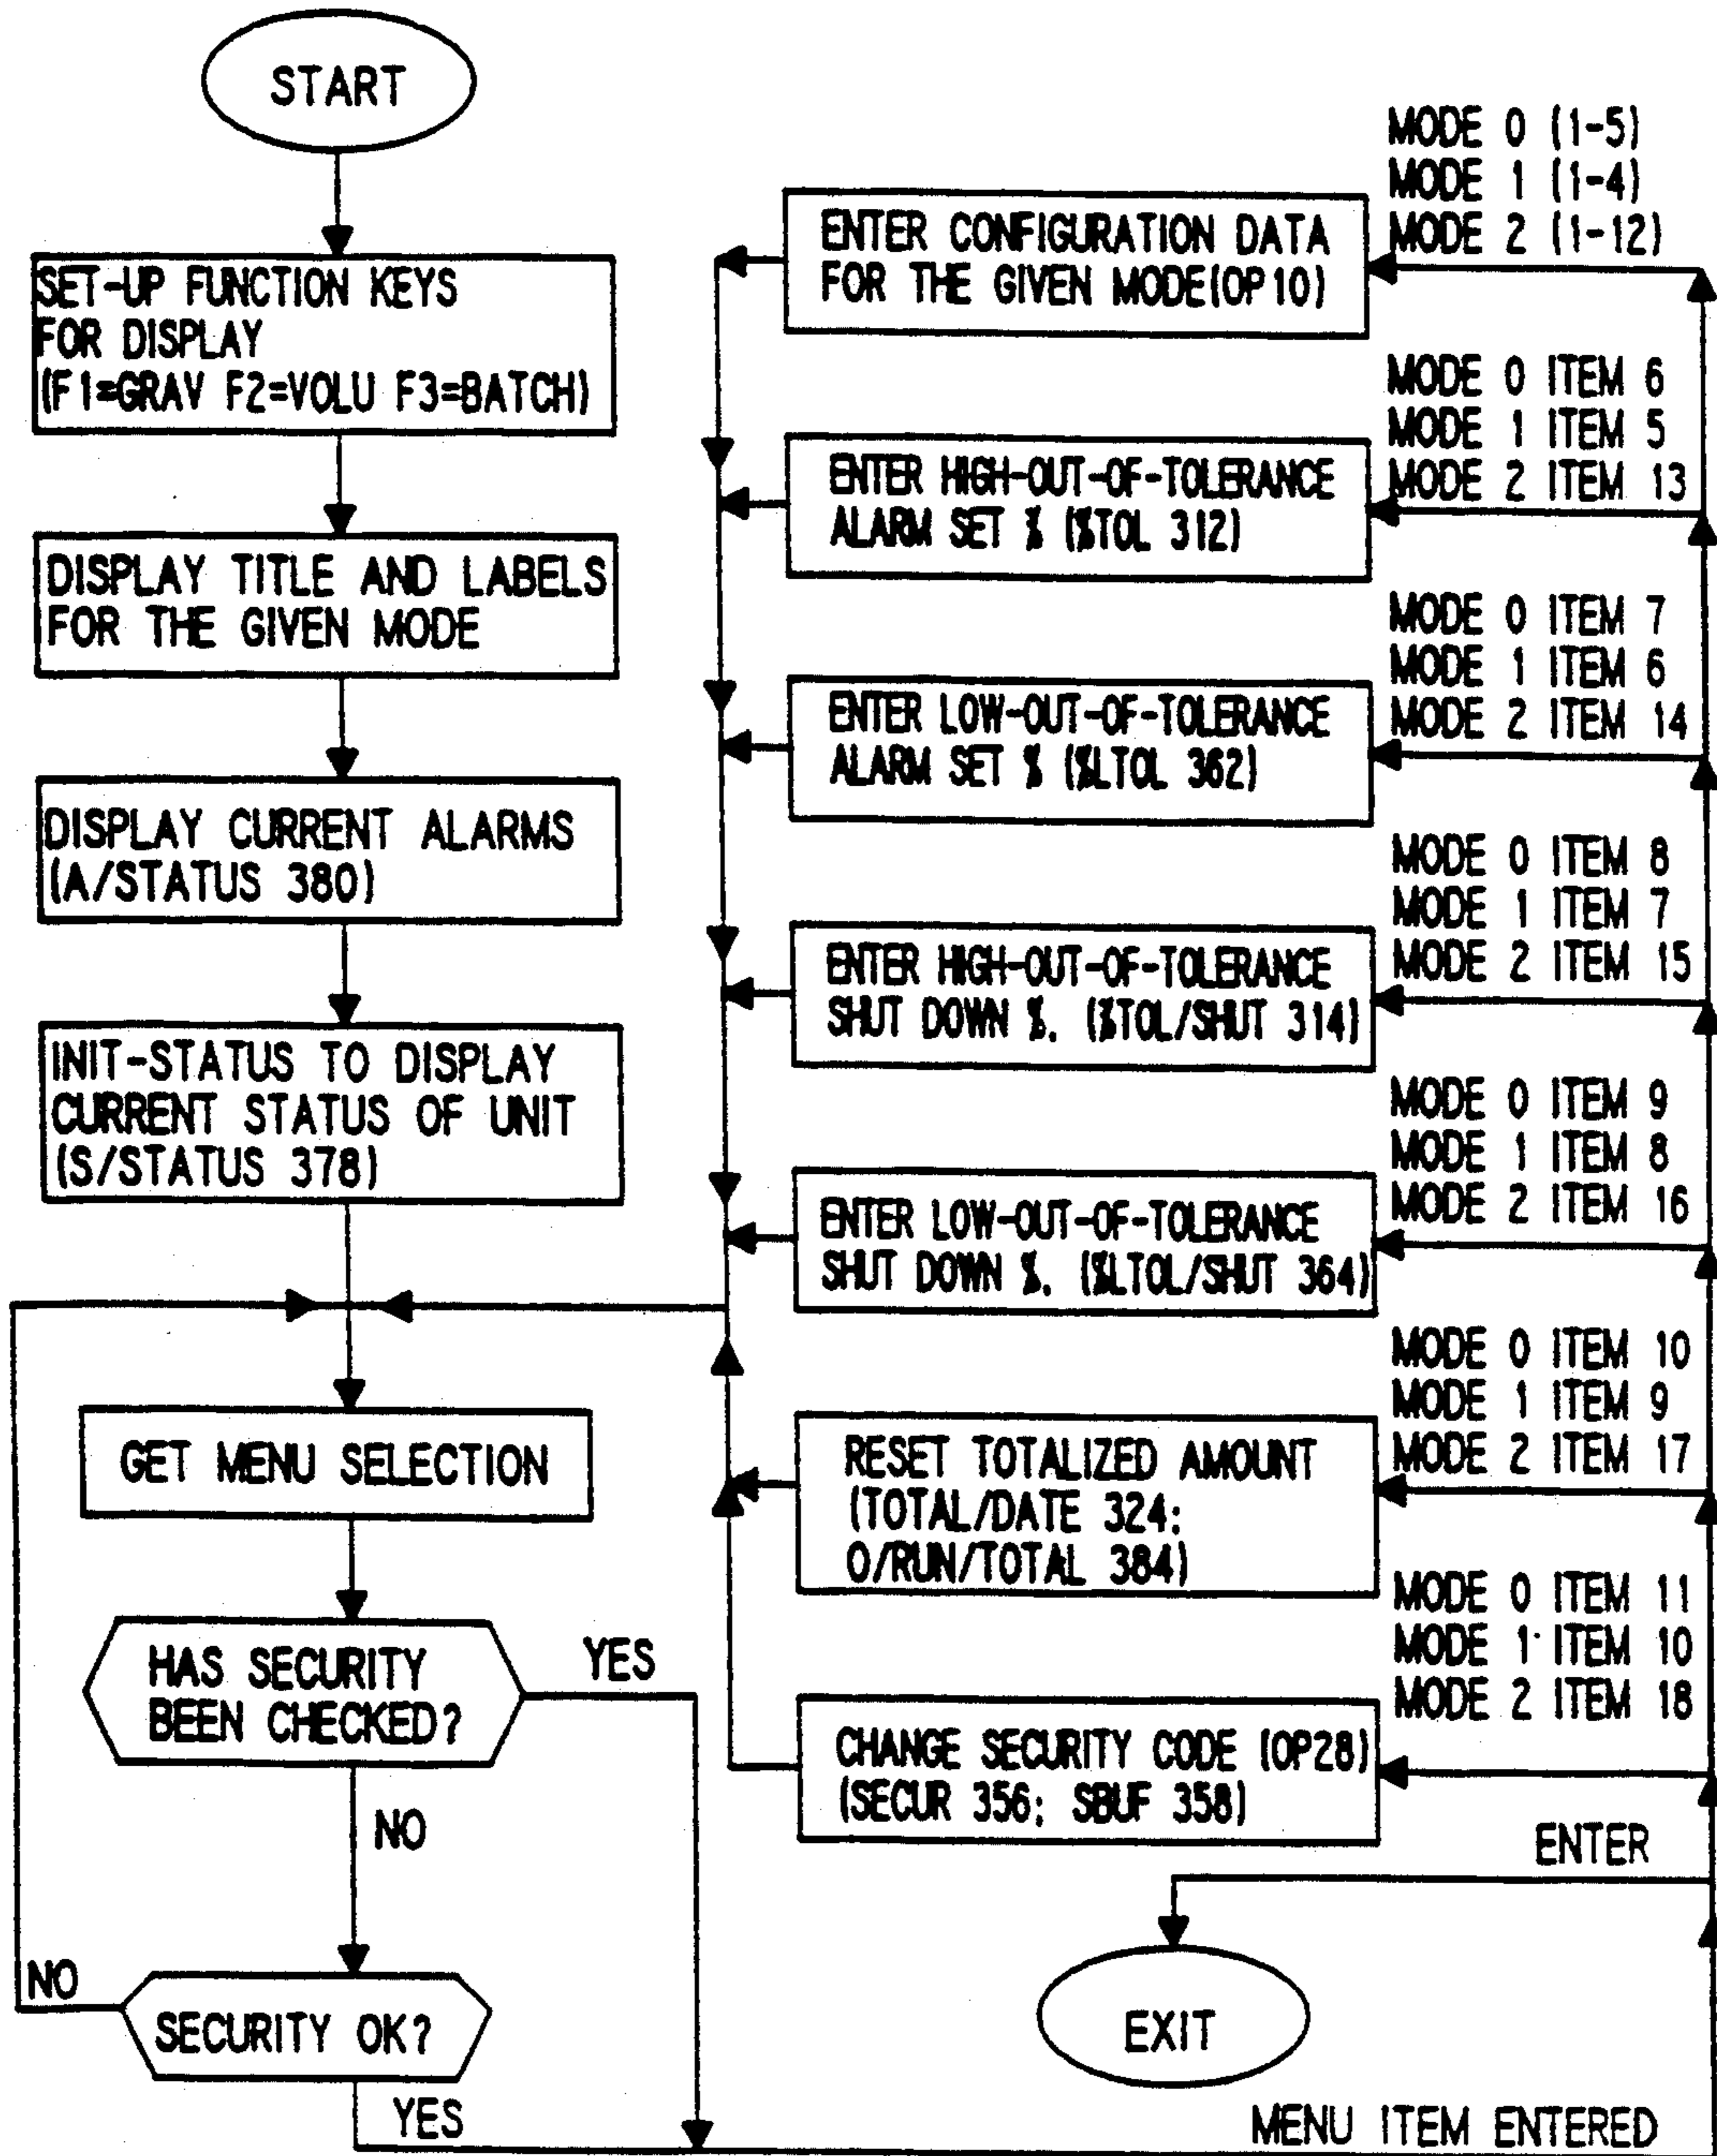 START
SET-UP FUNCTION KEYS
FOR DISPLAY
(F1=GRAV F2=VOLU F3=BATCH)
DISPLAY TITLE AND LABELS
FOR THE GIVEN MODE
DISPLAY CURRENT ALARMS
(A/STATUS 380)
INIT-STATUS TO DISPLAY
CURRENT STATUS OF UNIT
(S/STATUS 378)
GET MENU SELECTION
HAS SECURITY
BEEN CHECKED?
YES
NO
SECURITY OK?
NO
YES
MODE 0 (1-5)
MODE 1 (1-4)
MODE 2 (1-12)
ENTER CONFIGURATION DATA
FOR THE GIVEN MODE(OP10)
MODE 0 ITEM 6
MODE 1 ITEM 5
MODE 2 ITEM 13
ENTER HIGH-OUT-OF-TOLERANCE
ALARM SET % (%TOL 312)
MODE 0 ITEM 7
MODE 1 ITEM 6
MODE 2 ITEM 14
ENTER LOW-OUT-OF-TOLERANCE
ALARM SET % (%LTOL 362)
MODE 0 ITEM 8
MODE 1 ITEM 7
MODE 2 ITEM 15
ENTER HIGH-OUT-OF-TOLERANCE
SHUT DOWN %. (%TOL/SHUT 314)
MODE 0 ITEM 9
MODE 1 ITEM 8
MODE 2 ITEM 16
ENTER LOW-OUT-OF-TOLERANCE
SHUT DOWN %. (%LTOL/SHUT 364)
MODE 0 ITEM 10
MODE 1 ITEM 9
MODE 2 ITEM 17
RESET TOTALIZED AMOUNT
(TOTAL/DATE 324;
O/RUN/TOTAL 384)
MODE 0 ITEM 11
MODE 1 ITEM 10
MODE 2 ITEM 18
CHANGE SECURITY CODE (OP28)
(SECUR 356; SBUF 358)
ENTER
EXIT
MENU ITEM ENTERED